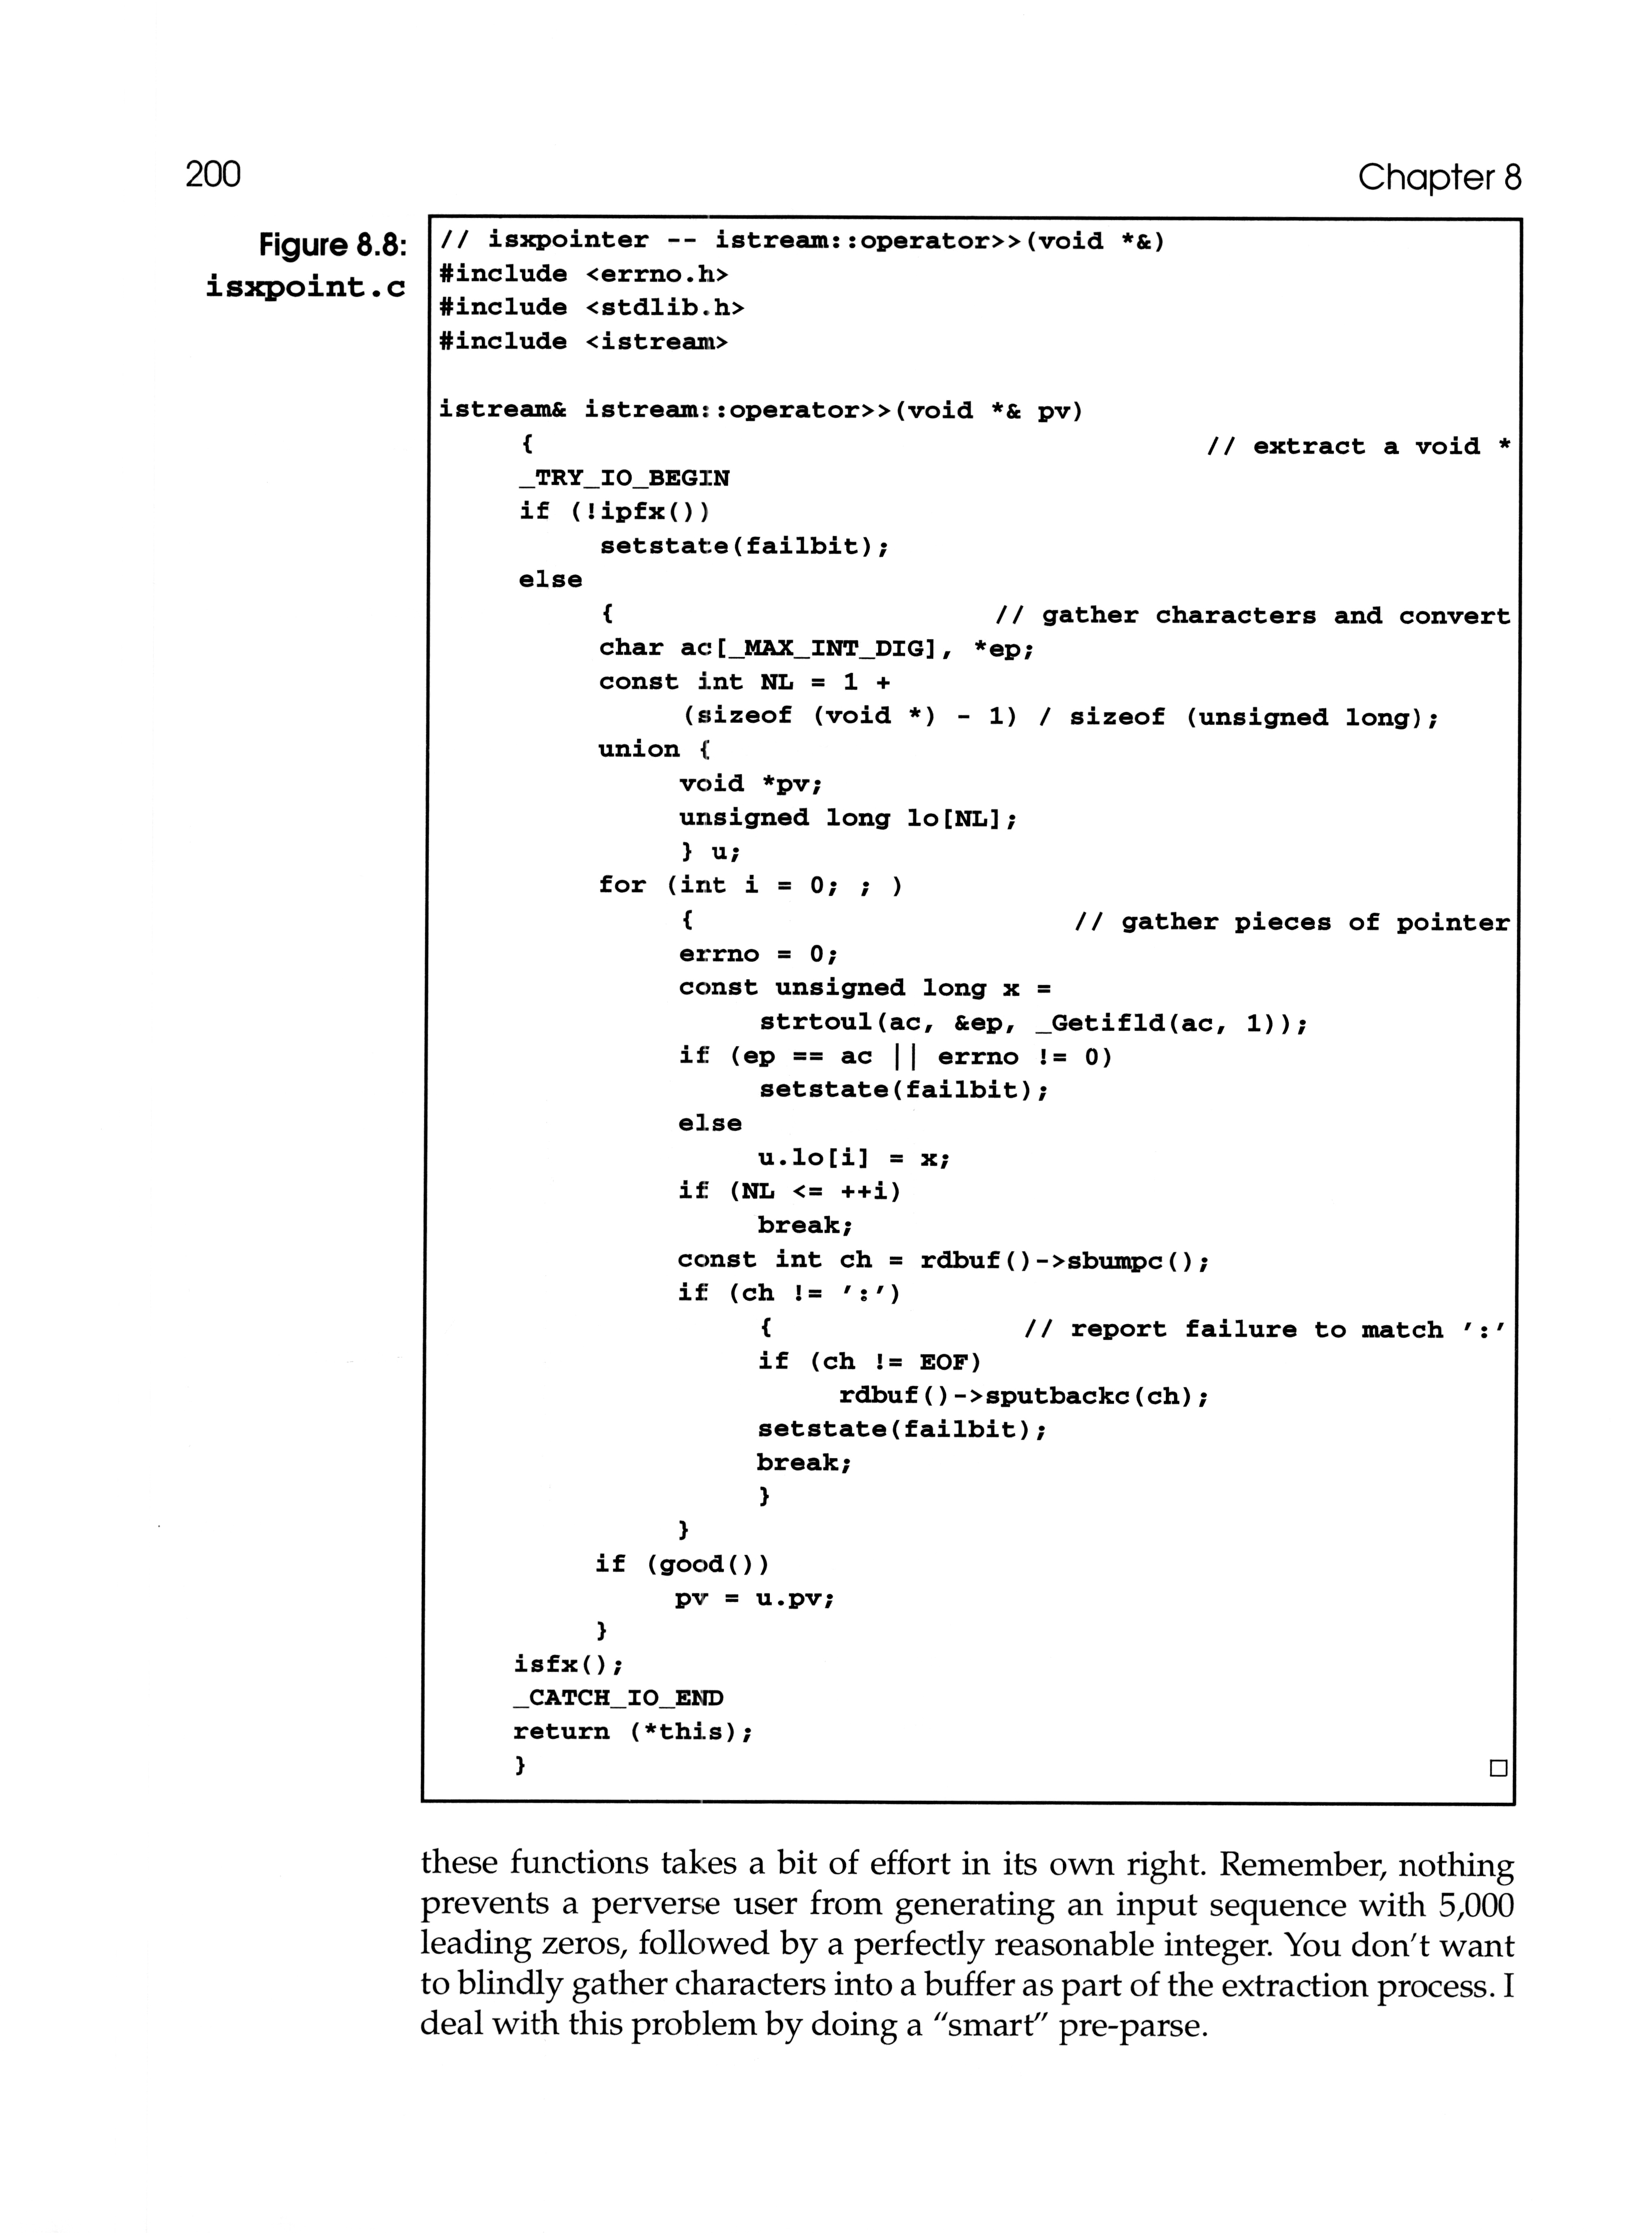 200
Chapter 8
Figure 8.8:
isxpoint.c
// isxpointer -- istream::operator>>(void *&)
#include <errno.h>
#include <stdlib.h>
#include <istream>
istream& istream::operator>>(void *& pv)
{ // extract a void *
_TRY_IO_BEGIN
if (!ipfx())
setstate(failbit);
else
{ // gather characters and convert
char ac[_MAX_INT_DIG], *ep;
const int NL = 1 +
(sizeof (void *) - 1) / sizeof (unsigned long);
union {
void *pv;
unsigned long lo[NL];
} u;
for (int i = 0; ; )
{ // gather pieces of pointer
errno = 0;
const unsigned long x =
strtoul(ac, &ep, _Getifld(ac, 1));
if (ep == ac || errno != 0)
setstate(failbit);
else
u.lo[i] = x;
if (NL <= ++i)
break;
const int ch = rdbuf()->sbumpc();
if (ch != ':')
{ // report failure to match ':'
if (ch != EOF)
rdbuf()->sputbackc(ch);
setstate(failbit);
break;
}
}
if (good())
pv = u.pv;
}
isfx();
_CATCH_IO_END
return (*this);
}
these functions takes a bit of effort in its own right. Remember, nothing
prevents a perverse user from generating an input sequence with 5,000
leading zeros, followed by a perfectly reasonable integer. You don't want
to blindly gather characters into a buffer as part of the extraction process. I
deal with this problem by doing a "smart" pre-parse.